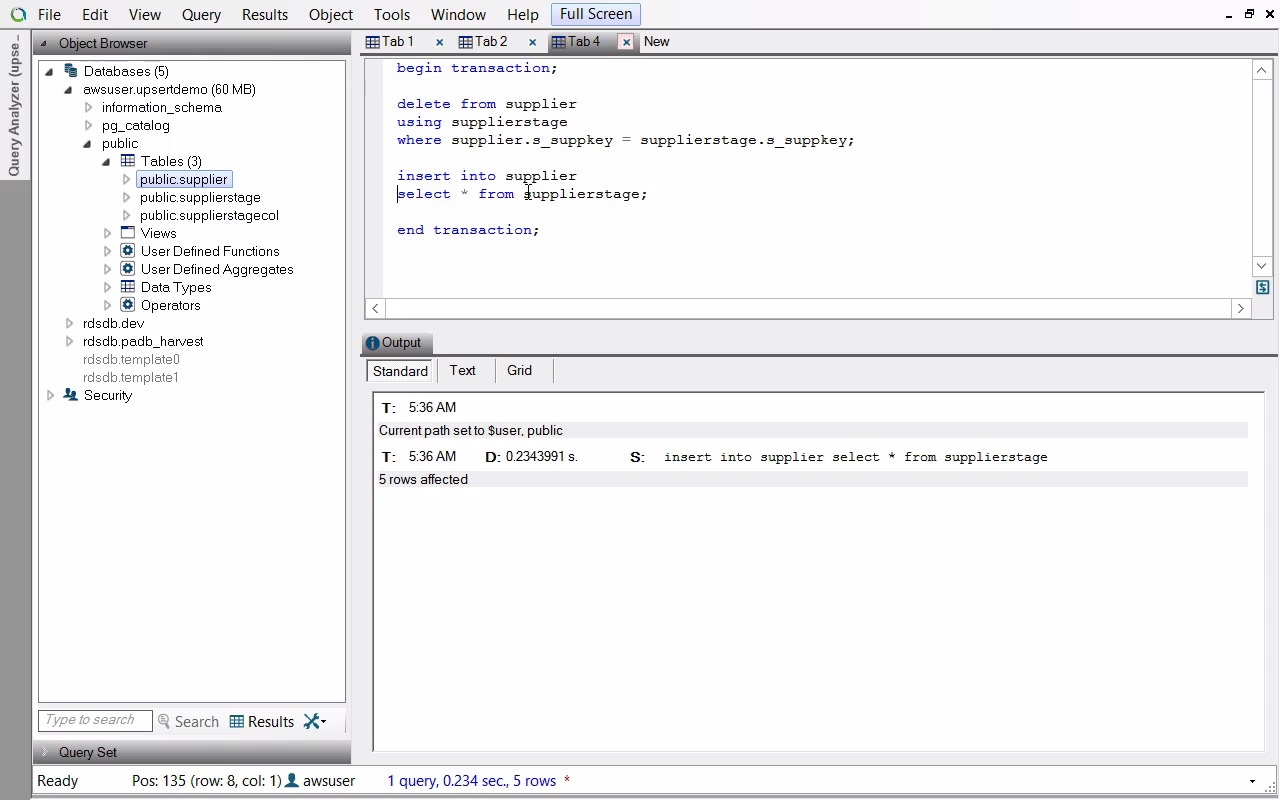 File Edit View Query Results Object Tools Window Help Full Screen
Query Analyzer (upse...
Object Browser
Databases (5)
awsuser.upsertdemo (60 MB)
information_schema
pg_catalog
public
Tables (3)
public.supplier
public.supplierstage
public.supplierstagecol
Views
User Defined Functions
User Defined Aggregates
Data Types
Operators
rdsdb.dev
rdsdb.padb_harvest
rdsdb.template0
rdsdb.template1
Security
Type to search Search Results
Query Set
Tab 1 × Tab 2 × Tab 4 × New
begin transaction;
delete from supplier
using supplierstage
where supplier.s_suppkey = supplierstage.s_suppkey;
insert into supplier
select * from supplierstage;
end transaction;
Output
Standard Text Grid
T: 5:36 AM
Current path set to $user, public
T: 5:36 AM D: 0.2343991 s. S: insert into supplier select * from supplierstage
5 rows affected
Ready Pos: 135 (row: 8, col: 1) awsuser 1 query, 0.234 sec., 5 rows *